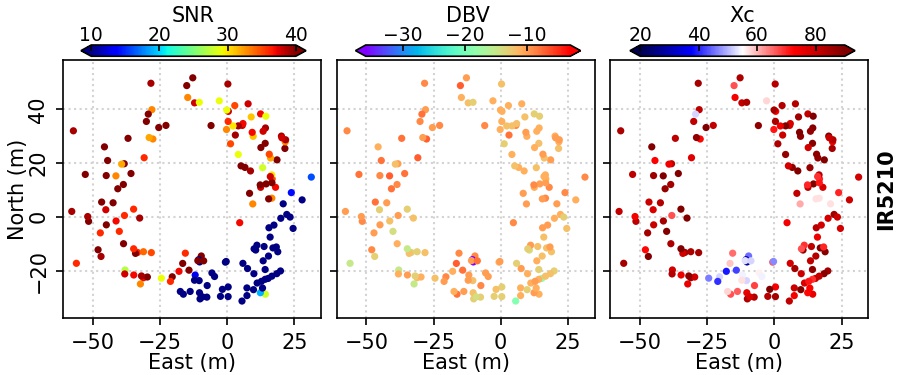 SNR DBV Xc
10 20 30 40 −30 −20 −10 20 40 60 80
40
20
0
−20
North (m)
IR5210
−50 −25 0 25 −50 −25 0 25 −50 −25 0 25
East (m) East (m) East (m)